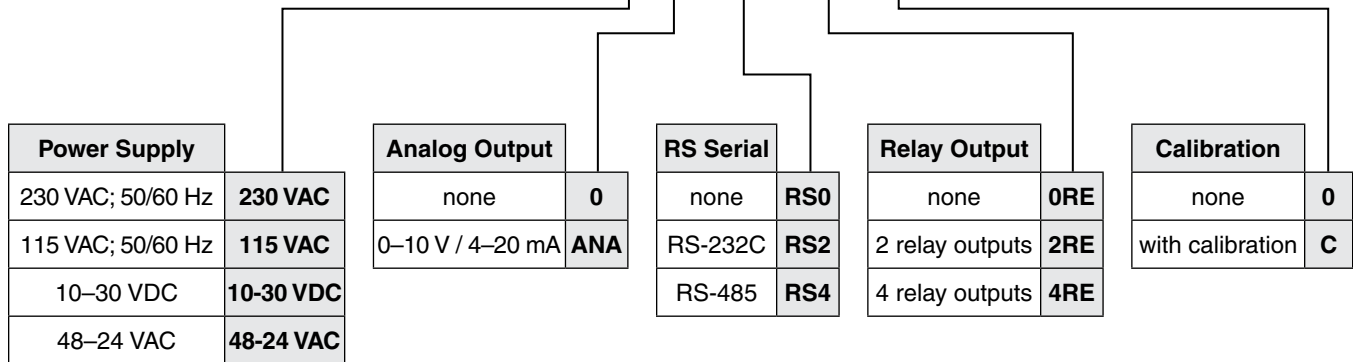 Power Supply
230 VAC; 50/60 Hz 230 VAC
115 VAC; 50/60 Hz 115 VAC
10–30 VDC 10-30 VDC
48–24 VAC 48-24 VAC
Analog Output
none 0
0–10 V / 4–20 mA ANA
RS Serial
none RS0
RS-232C RS2
RS-485 RS4
Relay Output
none 0RE
2 relay outputs 2RE
4 relay outputs 4RE
Calibration
none 0
with calibration C